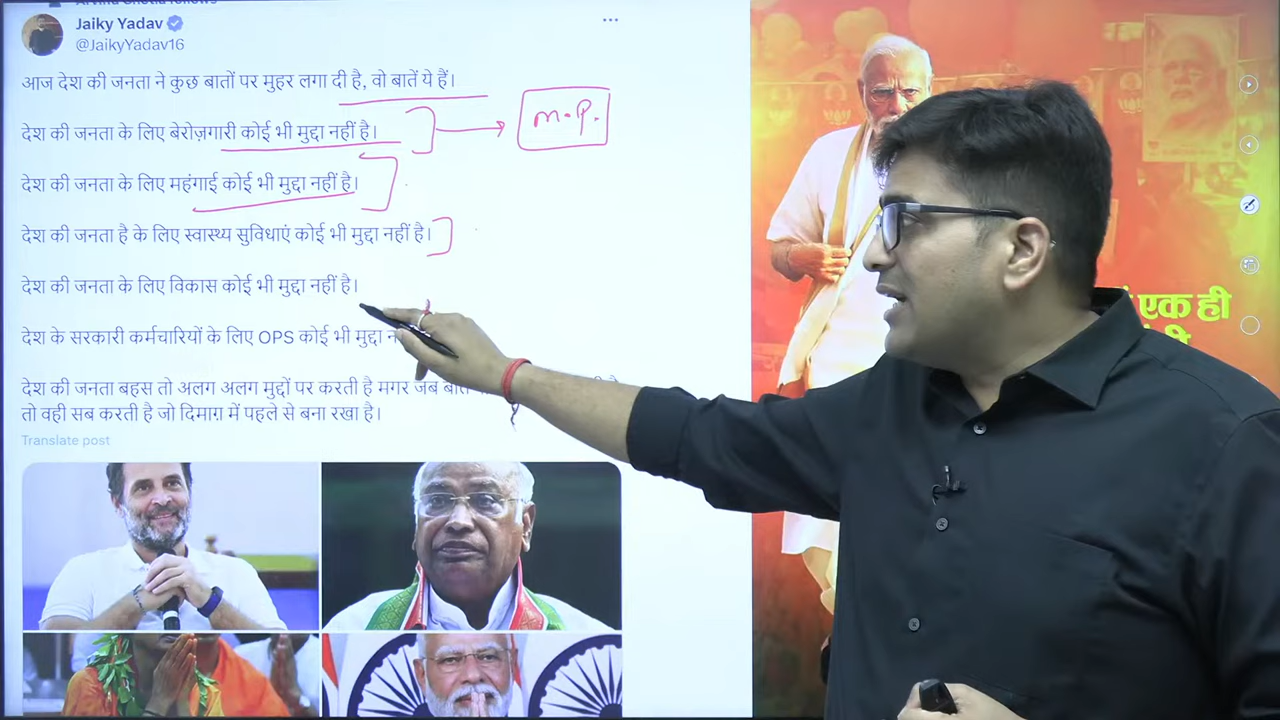 Jaiky Yadav
@JaikyYadav16
आज देश की जनता ने कुछ बातों पर मुहर लगा दी है, वो बातें ये हैं।
देश की जनता के लिए बेरोज़गारी कोई भी मुद्दा नहीं है।
m.p.
देश की जनता के लिए महंगाई कोई भी मुद्दा नहीं है।
देश की जनता है के लिए स्वास्थ्य सुविधाएं कोई भी मुद्दा नहीं है।
देश की जनता के लिए विकास कोई भी मुद्दा नहीं है।
एक ही
देश के सरकारी कर्मचारियों के लिए OPS कोई भी मुद्दा
देश की जनता बहस तो अलग अलग मुद्दों पर करती है मगर जब बात
तो वही सब करती है जो दिमाग़ में पहले से बना रखा है।
Translate post